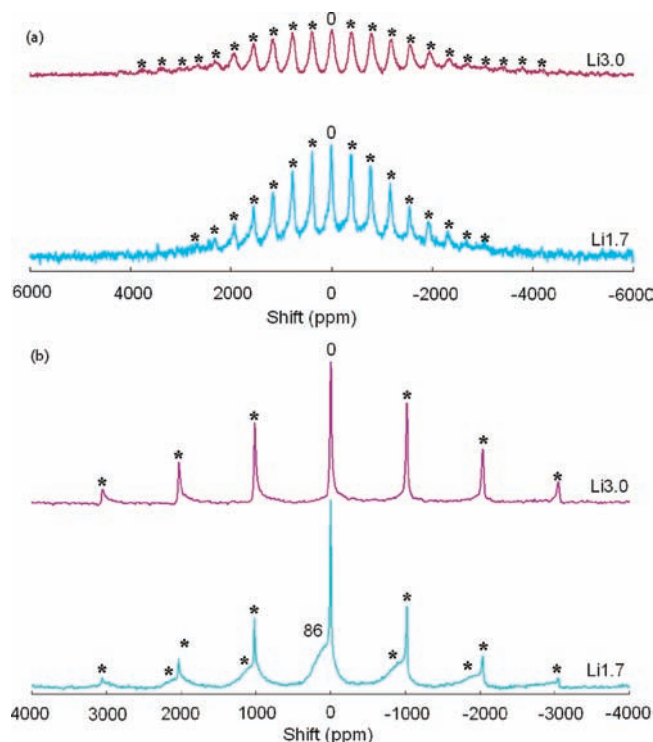 (a)
0
* * * * * * * * * * * * * * * * * * * * *
Li3.0
0
* * * * * * * * * * * * * * *
Li1.7
6000 4000 2000 0 -2000 -4000 -6000
Shift (ppm)
(b)
0
* * * * * *
Li3.0
86
* * * * * * * * * *
Li1.7
4000 3000 2000 1000 0 -1000 -2000 -3000 -4000
Shift (ppm)